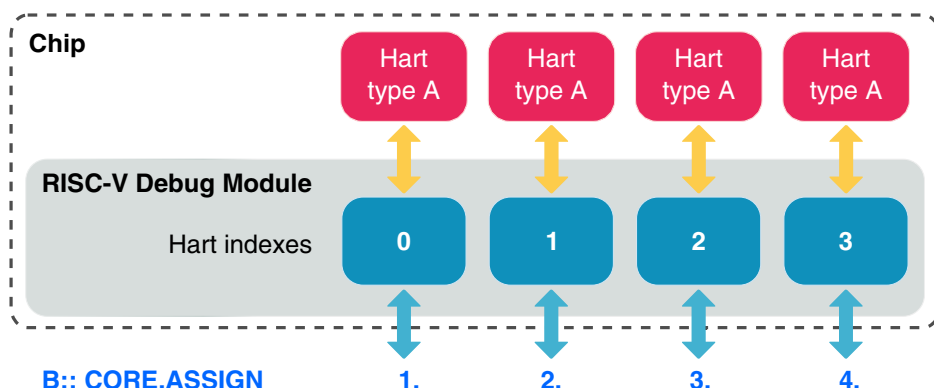 Chip
Hart type A Hart type A Hart type A Hart type A
RISC-V Debug Module
Hart indexes 0 1 2 3
B:: CORE.ASSIGN 1. 2. 3. 4.